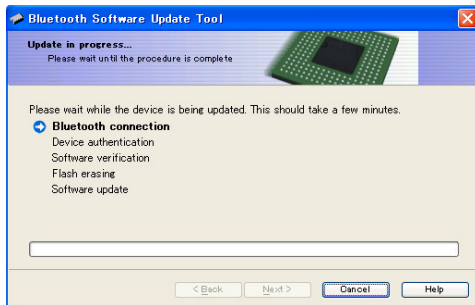 Bluetooth Software Update Tool
Update in progress...
Please wait until the procedure is complete
Please wait while the device is being updated. This should take a few minutes.
Bluetooth connection
Device authentication
Software verification
Flash erasing
Software update
< Back Next > Cancel Help